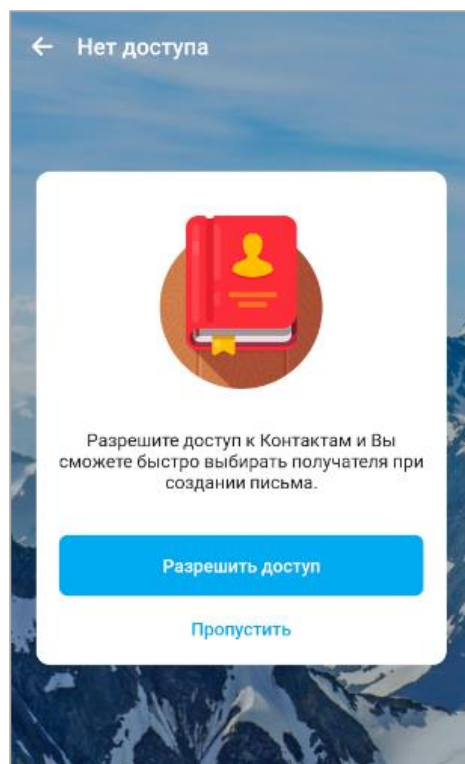 Нет доступа
Разрешите доступ к Контактам и Вы
сможете быстро выбирать получателя при
создании письма.
Разрешить доступ
Пропустить